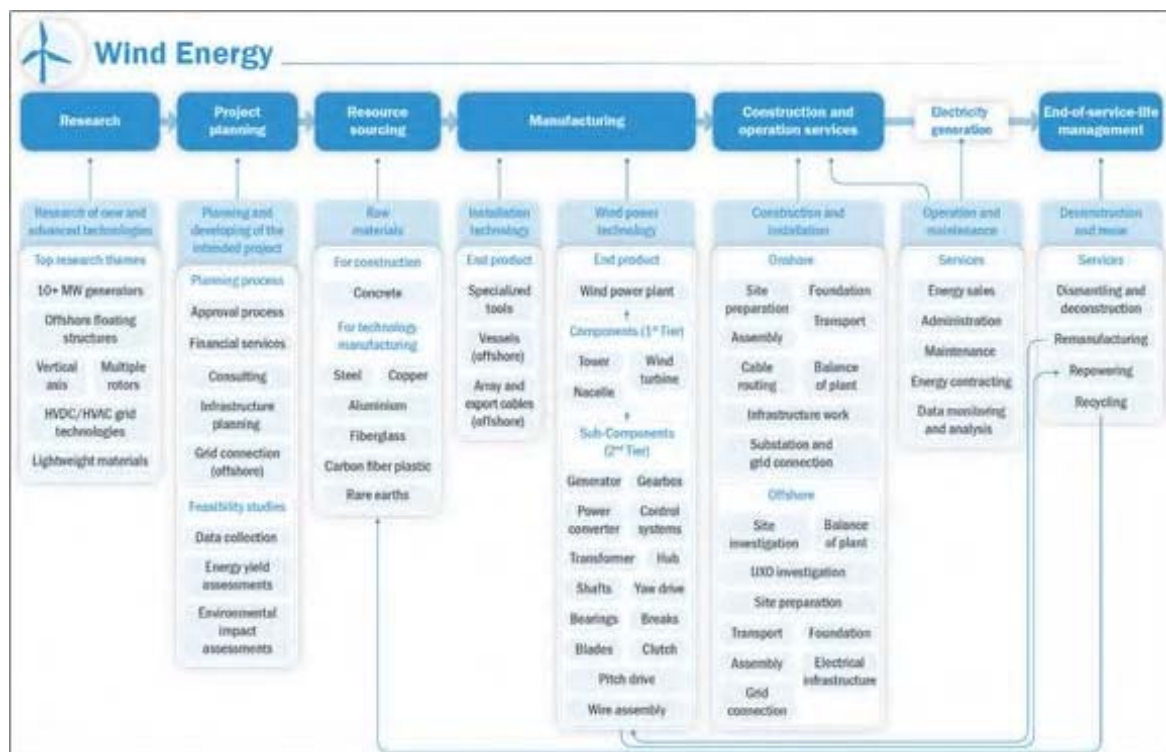 Wind Energy
Research
Project
planning
Resource
sourcing
Manufacturing
Construction and
operation services
Electricity
generation
End-of-service-life
management
Research of new and
advanced technologies
Top research themes
10+ MW generators
Offshore floating
structures
Vertical
axis
Multiple
rotors
HVDC/HVAC grid
technologies
Lightweight materials
Planning and
developing of the
intended project
Planning process
Approval process
Financial services
Consulting
Infrastructure
planning
Grid connection
(offshore)
Feasibility studies
Data collection
Energy yield
assessments
Environmental
impact
assessments
Raw
materials
For construction
Concrete
For technology
manufacturing
Steel
Copper
Aluminium
Fiberglass
Carbon fiber plastic
Rare earths
Installation
technology
End product
Specialized
tools
Vessels
(offshore)
Array and
export cables
(offshore)
Wind power
technology
End product
Wind power plant
Components (1st Tier)
Tower
Wind
turbine
Nacelle
Sub-Components
(2nd Tier)
Generator
Gearbox
Power
converter
Control
systems
Transformer
Hub
Shafts
Yaw drive
Bearings
Breaks
Blades
Clutch
Pitch drive
Wire assembly
Construction and
installation
Onshore
Site
preparation
Foundation
Transport
Assembly
Cable
routing
Balance
of plant
Infrastructure work
Substation and
grid connection
Offshore
Site
investigation
Balance
of plant
UXO investigation
Site preparation
Transport
Foundation
Assembly
Electrical
infrastructure
Grid
connection
Operation and
maintenance
Services
Energy sales
Administration
Maintenance
Energy contracting
Data monitoring
and analysis
Deconstruction
and reuse
Services
Dismantling and
deconstruction
Remanufacturing
Repowering
Recycling